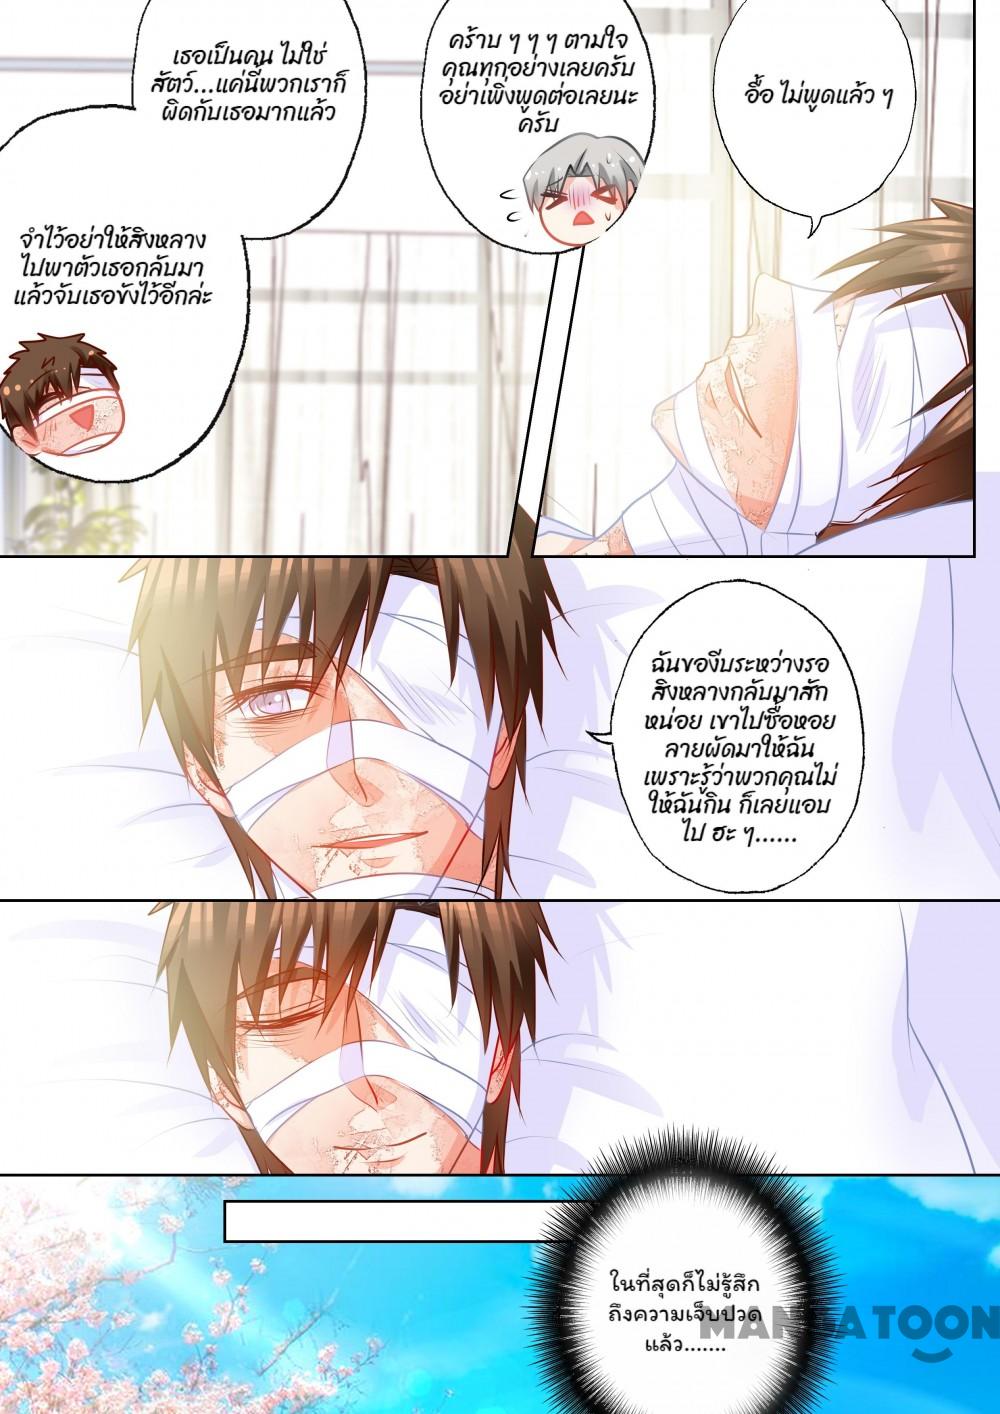 เธอเป็นคน ไม่ใช่
สัตว์...แค่นี้พวกเราก็
ผิดกับเธอมากแล้ว
จำไว้อย่าให้สิงหลาง
ไปพาตัวเธอกลับมา
แล้วจับเธอขังไว้อีกล่ะ
คร้าบ ๆ ๆ ๆ ตามใจ
คุณทุกอย่างเลยครับ
อย่าเพิ่งพูดต่อเลยนะ
ครับ
อื้อ ไม่พูดแล้ว ๆ
ฉันของีบระหว่างรอ
สิงหลางกลับมาสัก
หน่อย เขาไปซื้อหอย
ลายผัดมาให้ฉัน
เพราะรู้ว่าพวกคุณไม่
ให้ฉันกิน ก็เลยแอบ
ไป ฮะ ๆ......
ในที่สุดก็ไม่รู้สึก
ถึงความเจ็บปวด
แล้ว.......
MANGATOON